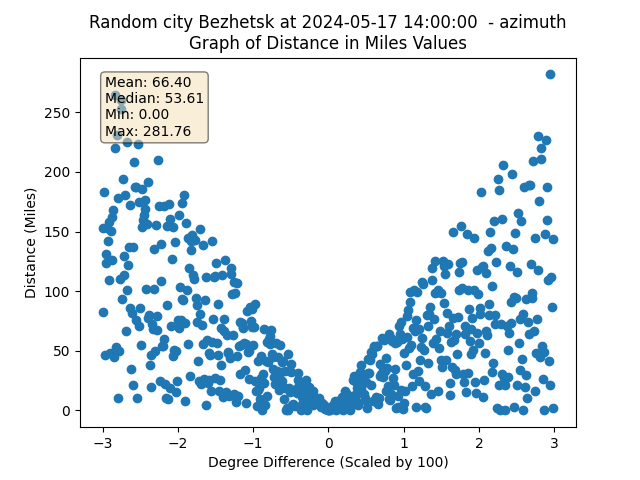 Random city Bezhetsk at 2024-05-17 14:00:00  - azimuth
Graph of Distance in Miles Values
Mean: 66.40
Median: 53.61
Min: 0.00
Max: 281.76
250
200
150
100
50
0
Distance (Miles)
−3 −2 −1 0 1 2 3
Degree Difference (Scaled by 100)